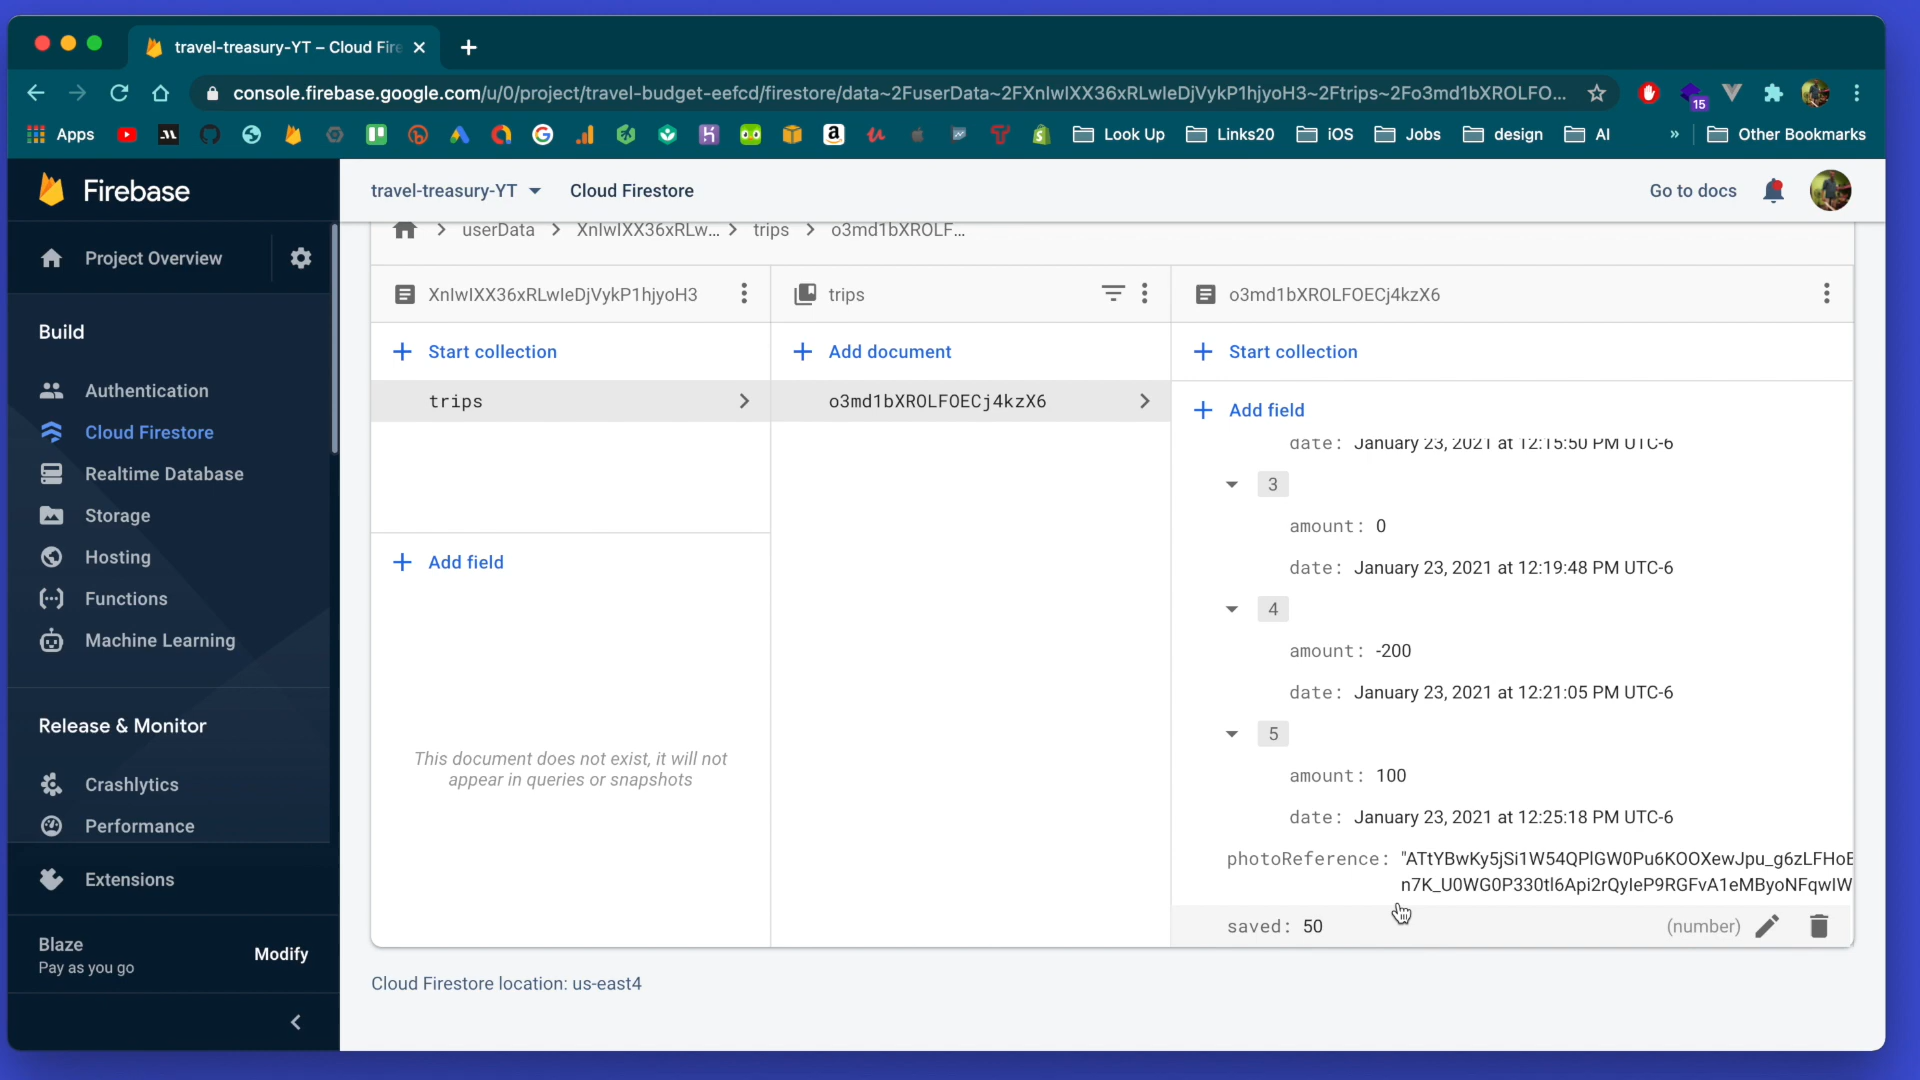 travel-treasury-YT – Cloud Fire
console.firebase.google.com/u/0/project/travel-budget-eefcd/firestore/data~2FuserData~2FXnIwIXX36xRLwIeDjVykP1hjyoH3~2Ftrips~2Fo3md1bXROLFO...
15
Apps
Look Up
Links20
iOS
Jobs
design
AI
»
Other Bookmarks
Firebase
travel-treasury-YT
Cloud Firestore
Go to docs
Project Overview
userData
XnIwIXX36xRLw...
trips
o3md1bXROLF...
XnIwIXX36xRLwIeDjVykP1hjyoH3
trips
o3md1bXROLFOECj4kzX6
Build
Authentication
Cloud Firestore
Realtime Database
Storage
Hosting
Functions
Machine Learning
Release & Monitor
Crashlytics
Performance
Extensions
Blaze
Pay as you go
Modify
Start collection
trips
Add field
This document does not exist, it will not
appear in queries or snapshots
Add document
o3md1bXROLFOECj4kzX6
Start collection
Add field
date: January 23, 2021 at 12:15:50 PM UTC-6
3
amount: 0
date: January 23, 2021 at 12:19:48 PM UTC-6
4
amount: -200
date: January 23, 2021 at 12:21:05 PM UTC-6
5
amount: 100
date: January 23, 2021 at 12:25:18 PM UTC-6
photoReference: "ATtYBwKy5jSi1W54QPlGW0Pu6KOOXewJpu_g6zLFHoE
n7K_U0WG0P330tl6Api2rQyIeP9RGFvA1eMByoNFqwIW
saved: 50
(number)
Cloud Firestore location: us-east4